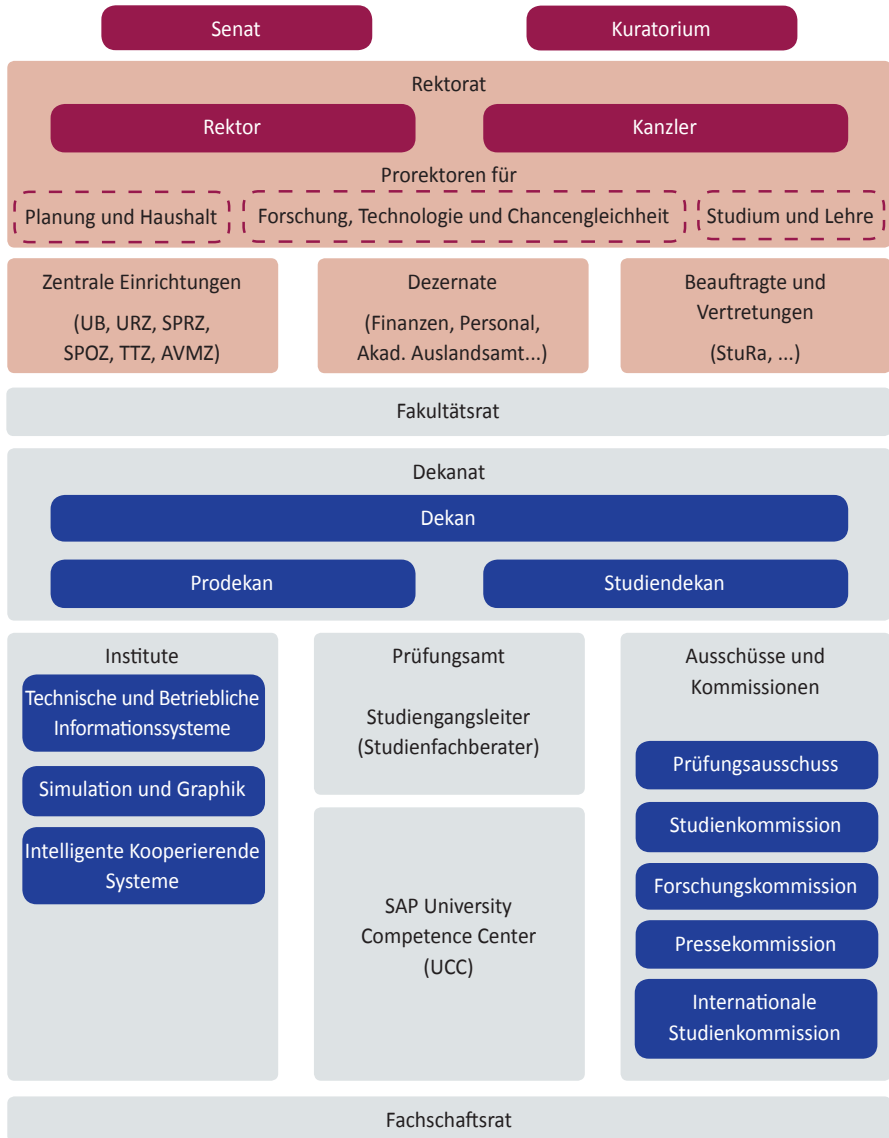 Senat
Kuratorium
Rektorat
Rektor
Kanzler
Prorektoren für
Planung und Haushalt
Forschung, Technologie und Chancengleichheit
Studium und Lehre
Zentrale Einrichtungen
(UB, URZ, SPRZ,
SPOZ, TTZ, AVMZ)
Dezernate
(Finanzen, Personal,
Akad. Auslandsamt...)
Beauftragte und
Vertretungen
(StuRa, ...)
Fakultätsrat
Dekanat
Dekan
Prodekan
Studiendekan
Institute
Technische und Betriebliche
Informationssysteme
Simulation und Graphik
Intelligente Kooperierende
Systeme
Prüfungsamt
Studiengangsleiter
(Studienfachberater)
SAP University
Competence Center
(UCC)
Ausschüsse und
Kommissionen
Prüfungsausschuss
Studienkommission
Forschungskommission
Pressekommission
Internationale
Studienkommission
Fachschaftsrat